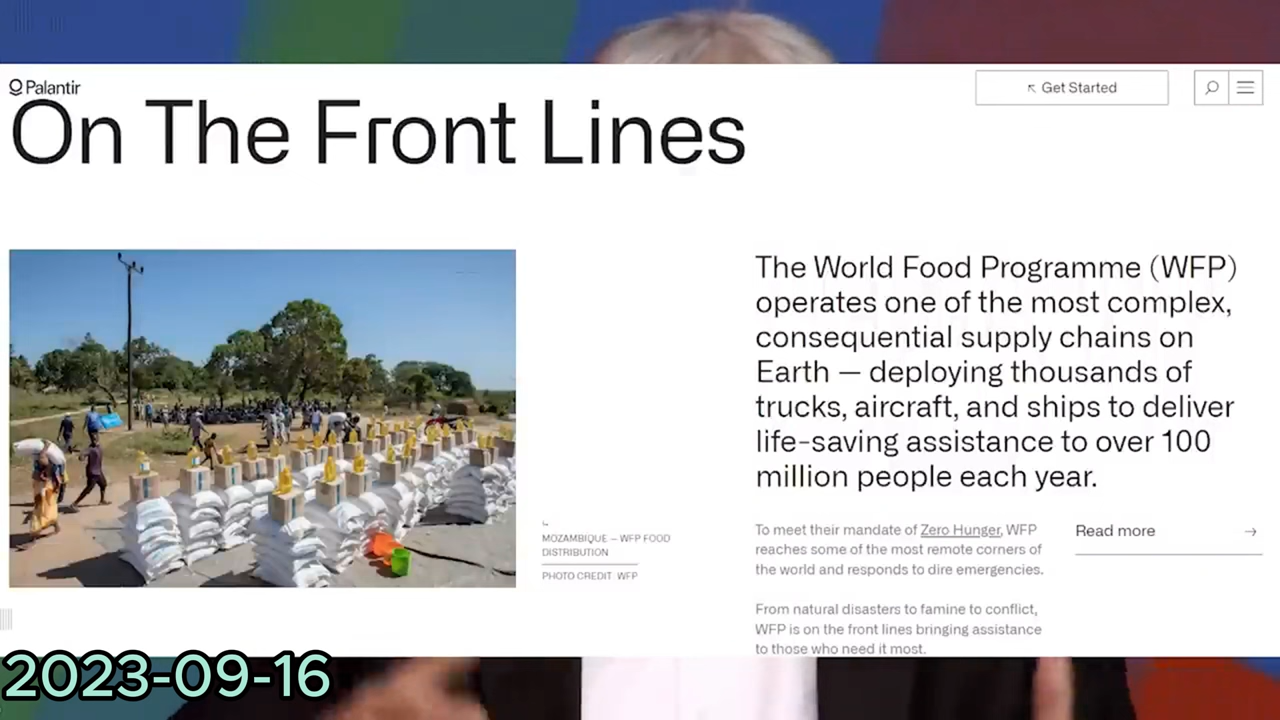 Palantir
Get Started
On The Front Lines
The World Food Programme (WFP)
operates one of the most complex,
consequential supply chains on
Earth — deploying thousands of
trucks, aircraft, and ships to deliver
life-saving assistance to over 100
million people each year.
MOZAMBIQUE — WFP FOOD
DISTRIBUTION
PHOTO CREDIT: WFP
To meet their mandate of Zero Hunger, WFP
reaches some of the most remote corners of
the world and responds to dire emergencies.
Read more
From natural disasters to famine to conflict,
WFP is on the front lines bringing assistance
to those who need it most.
2023-09-16